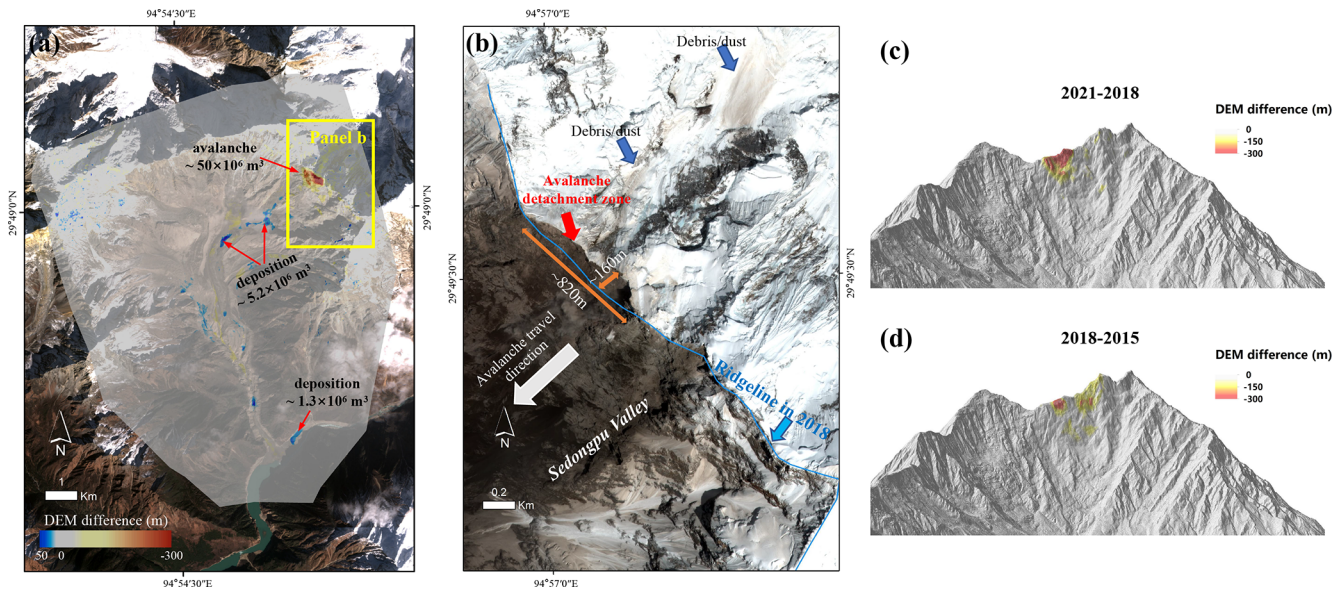 94°54'30"E
(a)
Panel b
avalanche
~ 50×10⁶ m³
29°49'0"N
29°49'0"N
deposition
~ 5.2×10⁶ m³
deposition
~ 1.3×10⁶ m³
N
1
Km
DEM difference (m)
50 0 -300
94°54'30"E
94°57'0"E
(b)
Debris/dust
Debris/dust
Avalanche
detachment zone
~160m
~820m
29°49'30"N
29°49'30"N
Avalanche travel
direction
N
Ridgeline in 2018
Sedongpu Valley
0.2
Km
94°57'0"E
(c)
2021-2018
DEM difference (m)
0
-150
-300
(d)
2018-2015
DEM difference (m)
0
-150
-300